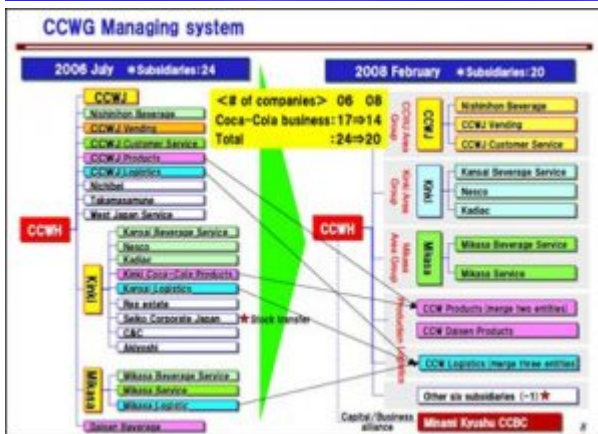 CCWG Managing system
2006 July ＊Subsidiaries:24
2008 February ＊Subsidiaries:20
<# of companies> 06 08
Coca-Cola business:17⇒14
Total :24⇒20
CCWH
CCWJ
Nishinihon Beverage
CCWJ Vending
CCWJ Customer Service
CCWJ Products
CCWJ Logistics
Nichibei
Takamasamune
West Japan Service
Kinki
Kansai Beverage Service
Nesco
Kadiac
Kinki Coca-Cola Products
Kansai Logistics
Rex estate
Seiko Corporate Japan ★Stock transfer
C&C
Akiyoshi
Mikasa
Mikasa Beverage Service
Mikasa Service
Mikasa Logistic
Daisen Beverage
CCWH
CCWJ Area Group
CCWJ
Nishinihon Beverage
CCWJ Vending
CCWJ Customer Service
Kinki Area Group
Kinki
Kansai Beverage Service
Nesco
Kadiac
Mikasa Area Group
Mikasa
Mikasa Beverage Service
Mikasa Service
Production
Logistics
CCW Products (merge two entities)
CCW Daisen Products
CCW Logistics (merge three entities)
Other six subsidiaries (-1)★
Capital/Business alliance
Minami Kyushu CCBC
8